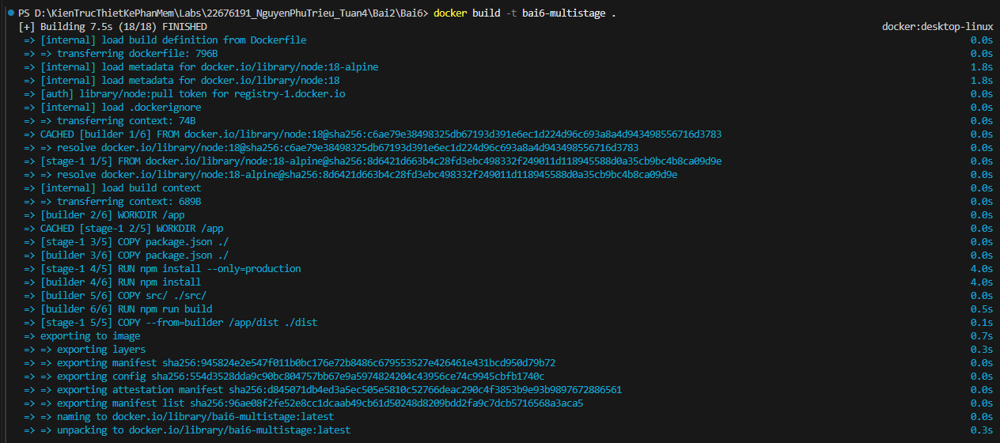 PS D:\KienTrucThietKePhanMem\Labs\22676191_NguyenPhuTrieu_Tuan4\Bai2\Bai6> docker build -t bai6-multistage .
[+] Building 7.5s (18/18) FINISHED docker:desktop-linux
=> [internal] load build definition from Dockerfile 0.0s
=> => transferring dockerfile: 796B 0.0s
=> [internal] load metadata for docker.io/library/node:18-alpine 1.8s
=> [internal] load metadata for docker.io/library/node:18 1.8s
=> [auth] library/node:pull token for registry-1.docker.io 0.0s
=> [internal] load .dockerignore 0.0s
=> => transferring context: 74B 0.0s
=> CACHED [builder 1/6] FROM docker.io/library/node:18@sha256:c6ae79e38498325db67193d391e6ec1d224d96c693a8a4d943498556716d3783 0.0s
=> => resolve docker.io/library/node:18@sha256:c6ae79e38498325db67193d391e6ec1d224d96c693a8a4d943498556716d3783 0.0s
=> [stage-1 1/5] FROM docker.io/library/node:18-alpine@sha256:8d6421d663b4c28fd3ebc498332f249011d118945588d0a35cb9bc4b8ca09d9e 0.0s
=> => resolve docker.io/library/node:18-alpine@sha256:8d6421d663b4c28fd3ebc498332f249011d118945588d0a35cb9bc4b8ca09d9e 0.0s
=> [internal] load build context 0.0s
=> => transferring context: 689B 0.0s
=> [builder 2/6] WORKDIR /app 0.0s
=> CACHED [stage-1 2/5] WORKDIR /app 0.0s
=> [stage-1 3/5] COPY package.json ./ 0.0s
=> [builder 3/6] COPY package.json ./ 0.0s
=> [stage-1 4/5] RUN npm install --only=production 4.0s
=> [builder 4/6] RUN npm install 4.0s
=> [builder 5/6] COPY src/ ./src/ 0.0s
=> [builder 6/6] RUN npm run build 0.5s
=> [stage-1 5/5] COPY --from=builder /app/dist ./dist 0.1s
=> exporting to image 0.7s
=> => exporting layers 0.3s
=> => exporting manifest sha256:945824e2e547f011b0bc176e72b8486c679553527e426461e431bcd950d79b72 0.0s
=> => exporting config sha256:554d3528dda9c90bc804757bb67e9a5974824204c43956ce74c9945cbfb1740c 0.0s
=> => exporting attestation manifest sha256:d845071db4ed3a5ec505e5810c52766deac290c4f3853b9e93b9897672886561 0.0s
=> => exporting manifest list sha256:96ae08f2fe52e8cc1dcaab49cb61d50248d8209bdd2fa9c7dcb5716568a3aca5 0.0s
=> => naming to docker.io/library/bai6-multistage:latest 0.0s
=> => unpacking to docker.io/library/bai6-multistage:latest 0.3s